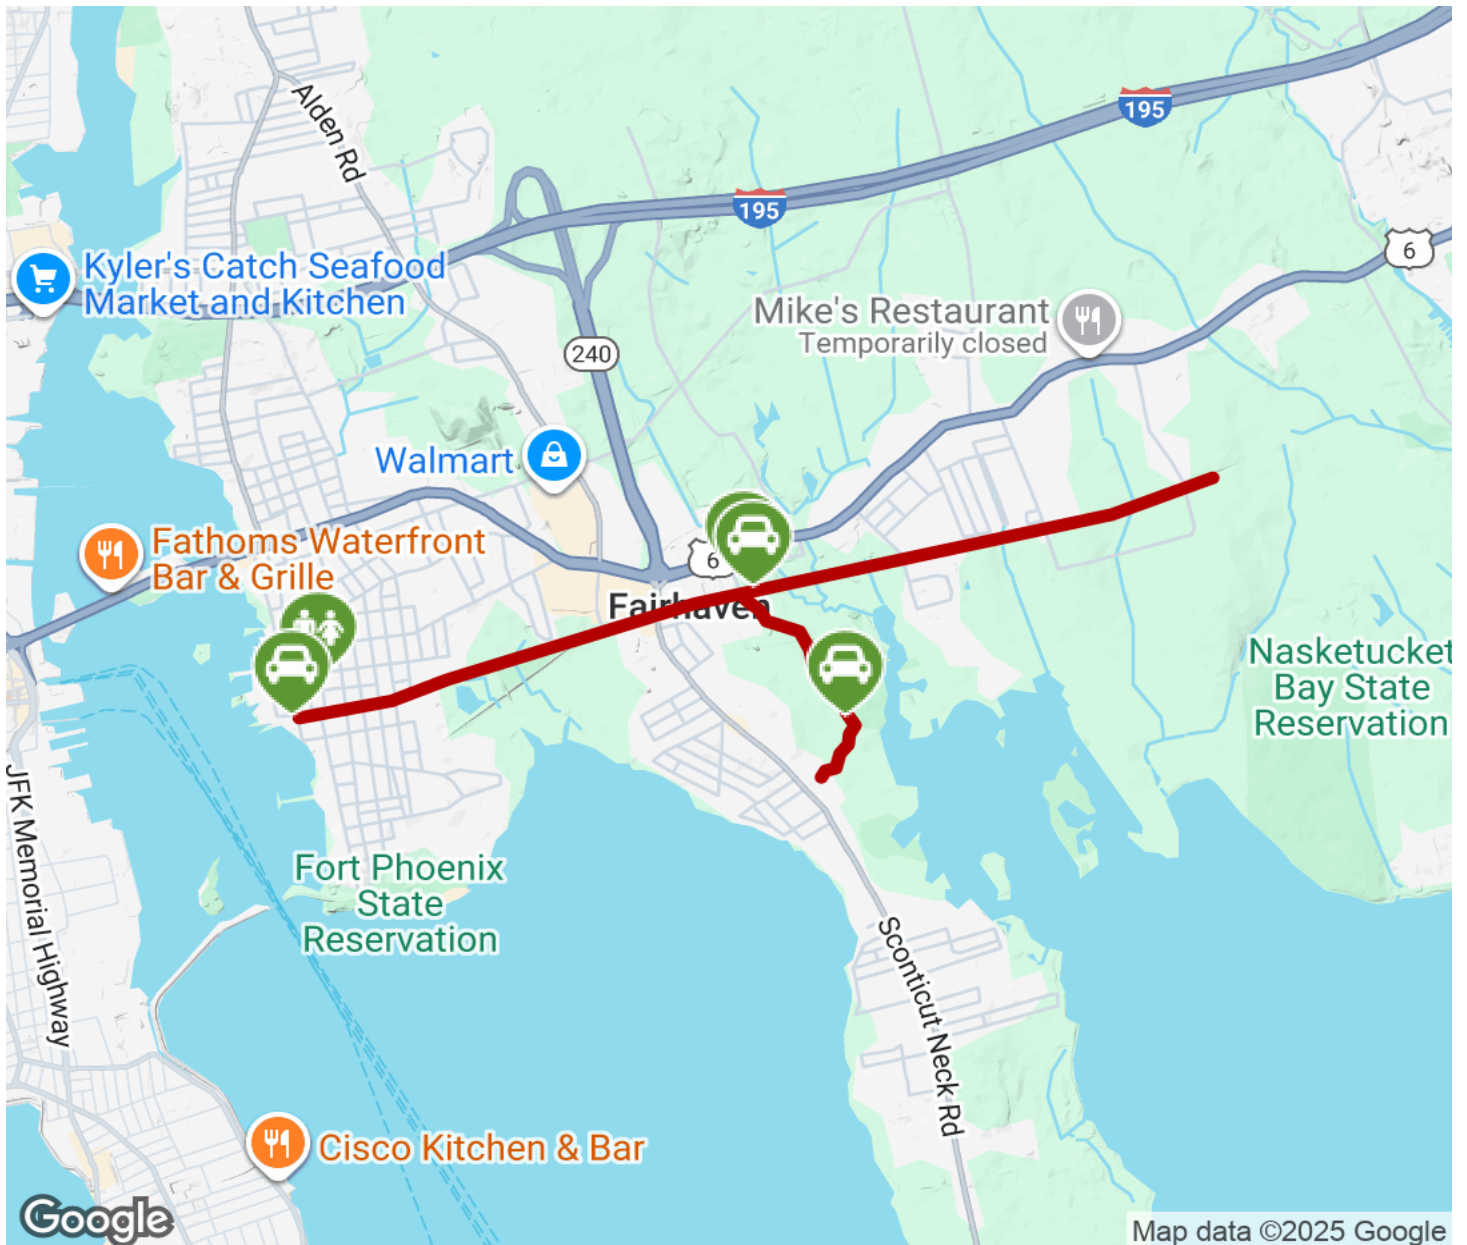 Alden Rd
195
195
6
Kyler's Catch Seafood
Market and Kitchen
Mike's Restaurant
Temporarily closed
240
Walmart
Fathoms Waterfront
Bar & Grille
6
Fairhaven
Nasketucket
Bay State
Reservation
JFK Memorial Highway
Fort Phoenix
State
Reservation
Sconticut Neck Rd
Cisco Kitchen & Bar
Google
Map data ©2025 Google